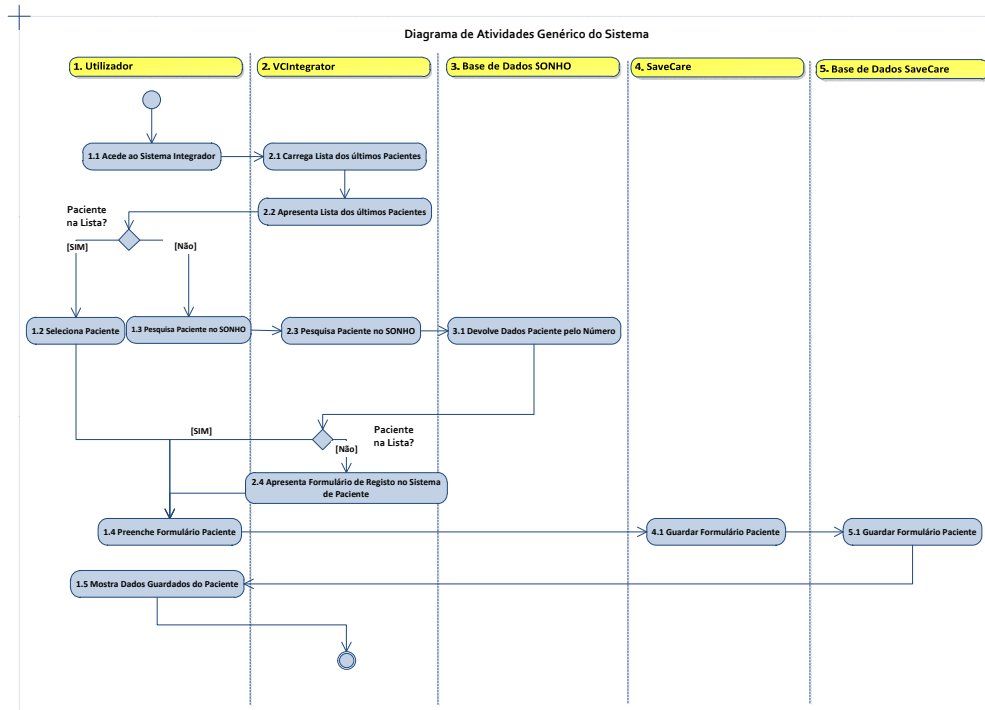 Diagrama de Atividades Genérico do Sistema
1. Utilizador
2. VCIntegrator
3. Base de Dados SONHO
4. SaveCare
5. Base de Dados SaveCare
1.1 Acede ao Sistema Integrador
2.1 Carrega Lista dos últimos Pacientes
2.2 Apresenta Lista dos últimos Pacientes
Paciente
na Lista?
[SIM]
[Não]
1.2 Seleciona Paciente
1.3 Pesquisa Paciente no SONHO
2.3 Pesquisa Paciente no SONHO
3.1 Devolve Dados Paciente pelo Número
[SIM]
Paciente
na Lista?
[Não]
2.4 Apresenta Formulário de Registo no Sistema
de Paciente
1.4 Preenche Formulário Paciente
4.1 Guardar Formulário Paciente
5.1 Guardar Formulário Paciente
1.5 Mostra Dados Guardados do Paciente